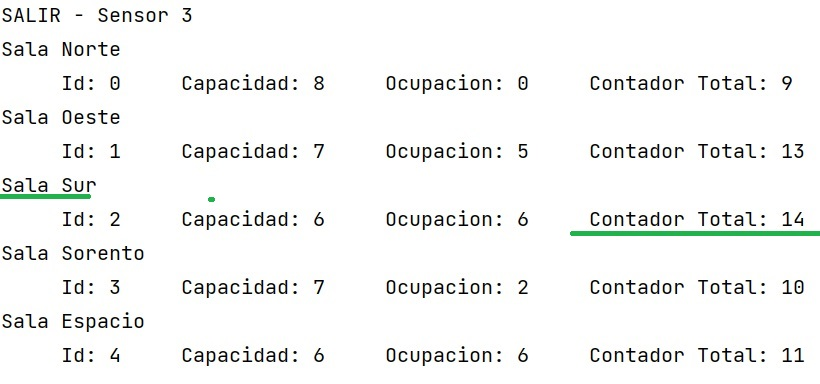 SALIR - Sensor 3
Sala Norte
Id: 0 Capacidad: 8 Ocupacion: 0 Contador Total: 9
Sala Oeste
Id: 1 Capacidad: 7 Ocupacion: 5 Contador Total: 13
Sala Sur
Id: 2 Capacidad: 6 Ocupacion: 6 Contador Total: 14
Sala Sorento
Id: 3 Capacidad: 7 Ocupacion: 2 Contador Total: 10
Sala Espacio
Id: 4 Capacidad: 6 Ocupacion: 6 Contador Total: 11